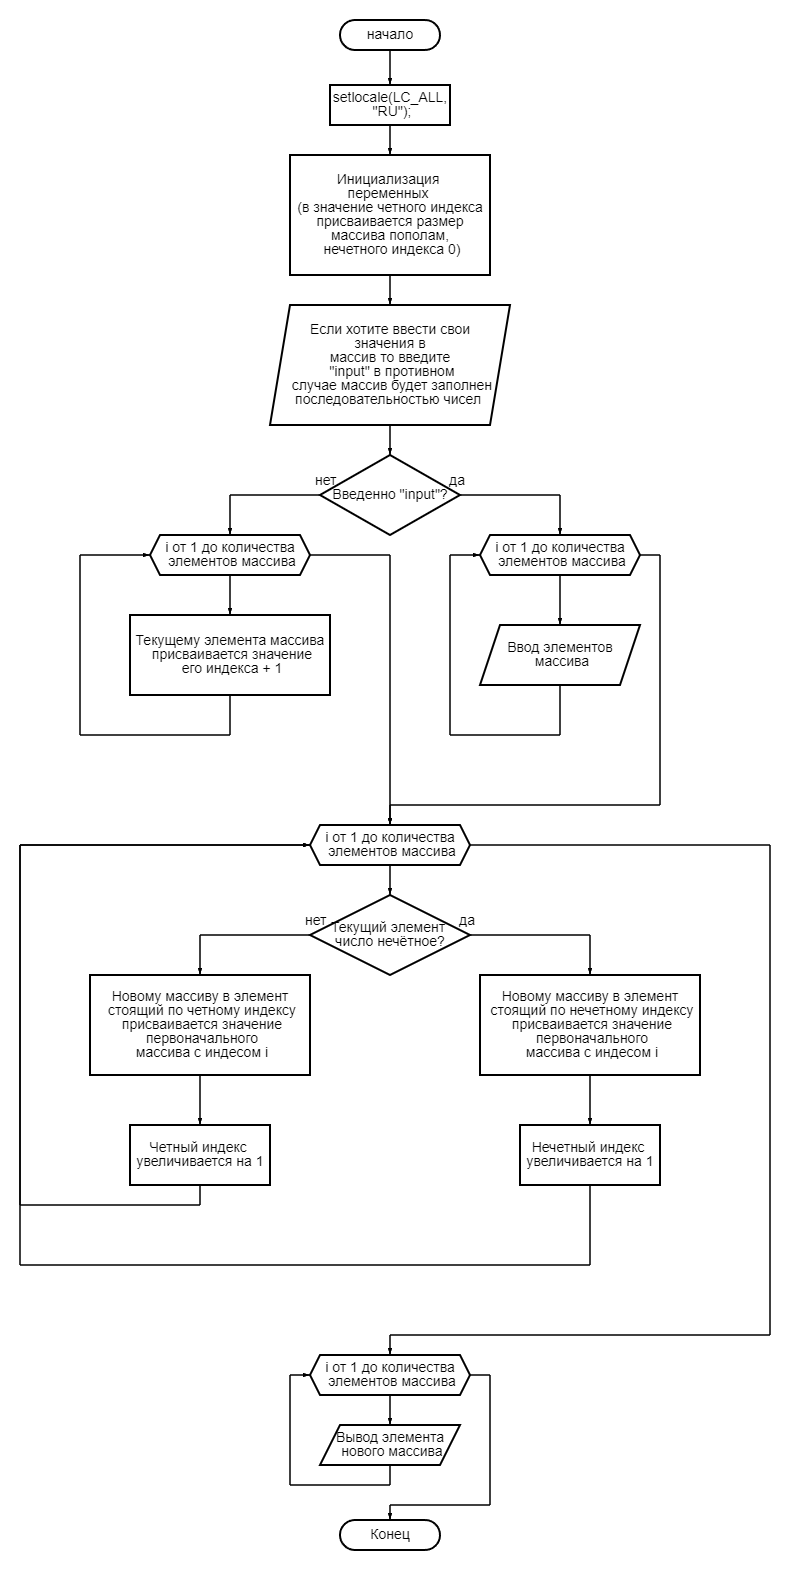 начало
setlocale(LC_ALL,
"RU");
Инициализация
переменных
(в значение четного индекса
присваивается размер
массива пополам,
нечетного индекса 0)
Если хотите ввести свои
значения в
массив то введите
"input" в противном
случае массив будет заполнен
последовательностью чисел
нет
да
Введенно "input"?
i от 1 до количества
элементов массива
i от 1 до количества
элементов массива
Текущему элемента массива
присваивается значение
его индекса + 1
Ввод элементов
массива
i от 1 до количества
элементов массива
нет
да
Текущий элемент
число нечётное?
Новому массиву в элемент
стоящий по четному индексу
присваивается значение
первоначального
массива с индесом i
Новому массиву в элемент
стоящий по нечетному индексу
присваивается значение
первоначального
массива с индесом i
Четный индекс
увеличивается на 1
Нечетный индекс
увеличивается на 1
i от 1 до количества
элементов массива
Вывод элемента
нового массива
Конец